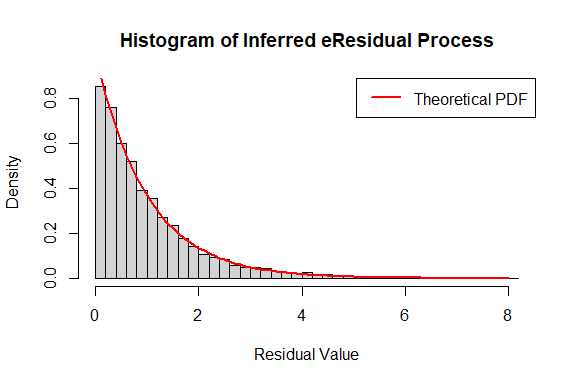 Histogram of Inferred eResidual Process
Theoretical PDF
Density
0.8
0.6
0.4
0.2
0.0
0 2 4 6 8
Residual Value